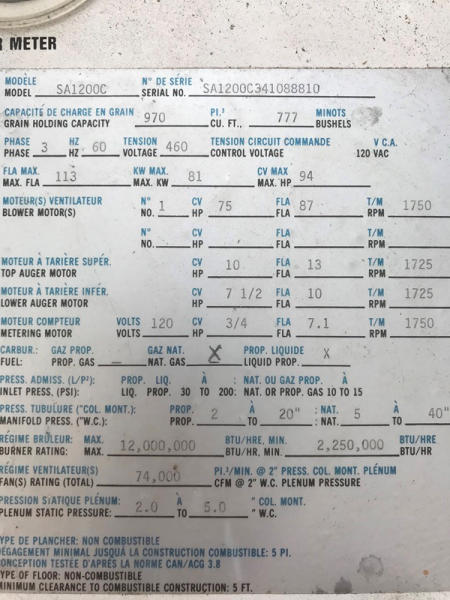 R METER
MODÈLE N° DE SÉRIE
MODEL SA1200C SERIAL NO. SA1200C341088810
CAPACITÉ DE CHARGE EN GRAIN PI.³ MINOTS
GRAIN HOLDING CAPACITY 970 CU. FT., 777 BUSHELS
PHASE HZ TENSION TENSION CIRCUIT COMMANDE V C.A.
PHASE 3 HZ 60 VOLTAGE 460 CONTROL VOLTAGE 120 VAC
FLA MAX. KW MAX. CV MAX
MAX. FLA 113 MAX. KW 81 MAX. HP 94
MOTEUR(S) VENTILATEUR N° CV FLA T/M
BLOWER MOTOR(S) NO. 1 HP 75 FLA 87 RPM 1750
N° CV FLA T/M
NO. HP FLA RPM
MOTEUR À TARIÈRE SUPÉR. CV FLA T/M
TOP AUGER MOTOR HP 10 FLA 13 RPM 1725
MOTEUR À TARIÈRE INFÉR. CV FLA T/M
LOWER AUGER MOTOR HP 7 1/2 FLA 10 RPM 1725
MOTEUR COMPTEUR CV FLA T/M
METERING MOTOR VOLTS 120 HP 3/4 FLA 7.1 RPM 1750
CARBUR.: GAZ PROP. GAZ NAT. PROP. LIQUIDE
FUEL: PROP. GAS NAT. GAS X LIQUID PROP. X
PRESS. ADMISS. (L/P²): PROP. LIQ. À : NAT. OU GAZ PROP. À
INLET PRESS. (PSI): LIQ. PROP. 30 TO 200: NAT. OR PROP. GAS 10 TO 15
PRESS. TUBULURE ("COL. MONT.): PROP. À : NAT. À
MANIFOLD PRESS. ("W.C.): PROP. 2 TO 20" : NAT. 5 TO 40"
RÉGIME BRÛLEUR: MAX. BTU/HRE, MIN. BTU/HRE
BURNER RATING: MAX. 12,000,000 BTU/HR, MIN. 2,250,000 BTU/HR
RÉGIME VENTILATEUR(S) PI.³/MIN. @ 2" PRESS. COL. MONT. PLÉNUM
FAN(S) RATING (TOTAL) 74,000 CFM @ 2" W.C. PLENUM PRESSURE
PRESSION STATIQUE PLÉNUM: À " COL. MONT.
PLENUM STATIC PRESSURE: 2.0 TO 5.0 " W.C.
TYPE DE PLANCHER: NON COMBUSTIBLE
DÉGAGEMENT MINIMAL JUSQUÀ LA CONSTRUCTION COMBUSTIBLE: 5 PI.
CONCEPTION TESTÉE D'APRÈS LA NORME CAN/ACG 3.8
TYPE OF FLOOR: NON-COMBUSTIBLE
MINIMUM CLEARANCE TO COMBUSTIBLE CONSTRUCTION: 5 FT.